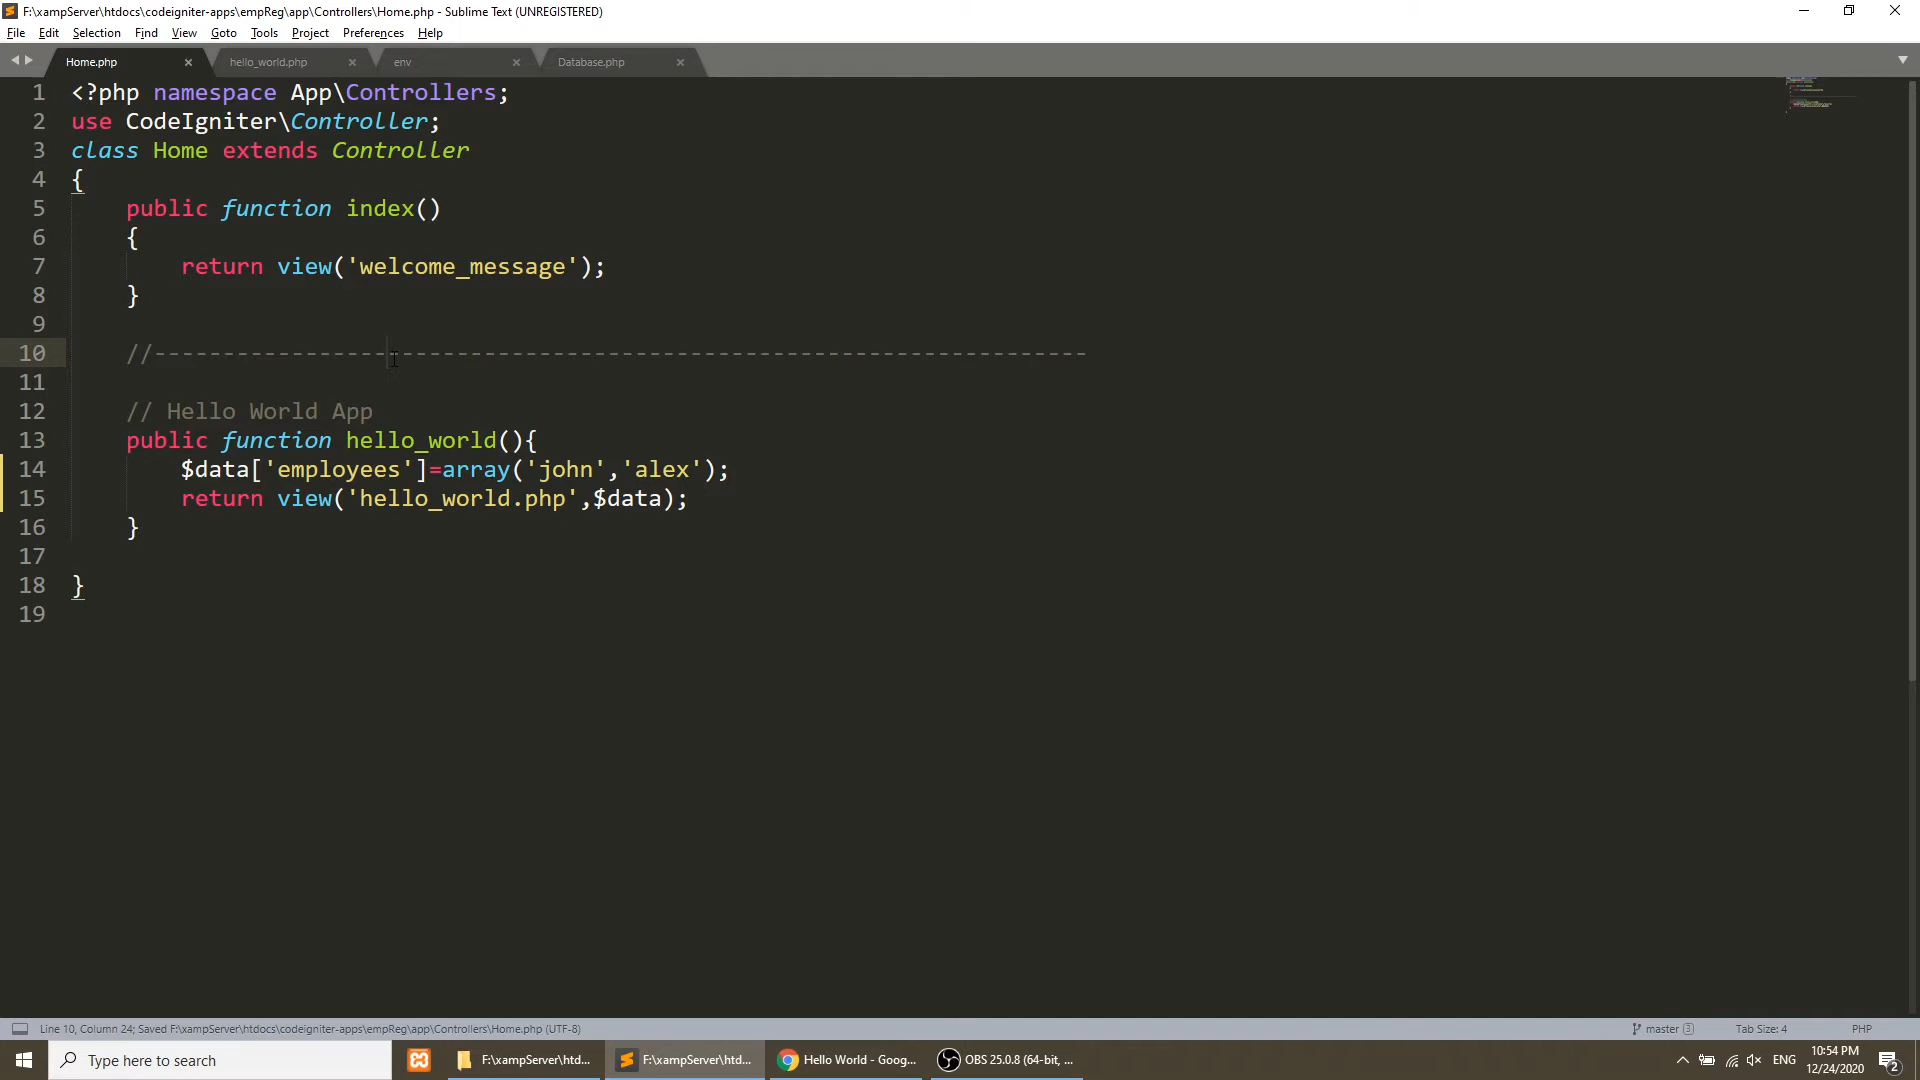 F:\xampServer\htdocs\codeigniter-apps\empReg\app\Controllers\Home.php - Sublime Text (UNREGISTERED)
File Edit Selection Find View Goto Tools Project Preferences Help
Home.php hello_world.php env Database.php
1 <?php namespace App\Controllers;
2 use CodeIgniter\Controller;
3 class Home extends Controller
4 {
5     public function index()
6     {
7         return view('welcome_message');
8     }
9
10     //--------------------------------------------------------------------
11
12     // Hello World App
13     public function hello_world(){
14         $data['employees']=array('john','alex');
15         return view('hello_world.php',$data);
16     }
17
18 }
19
Line 10, Column 24; Saved F:\xampServer\htdocs\codeigniter-apps\empReg\app\Controllers\Home.php (UTF-8) master 3 Tab Size: 4 PHP
Type here to search F:\xampServer\htd... F:\xampServer\htd... Hello World - Goog... OBS 25.0.8 (64-bit, ... ENG 10:54 PM
12/24/2020 2